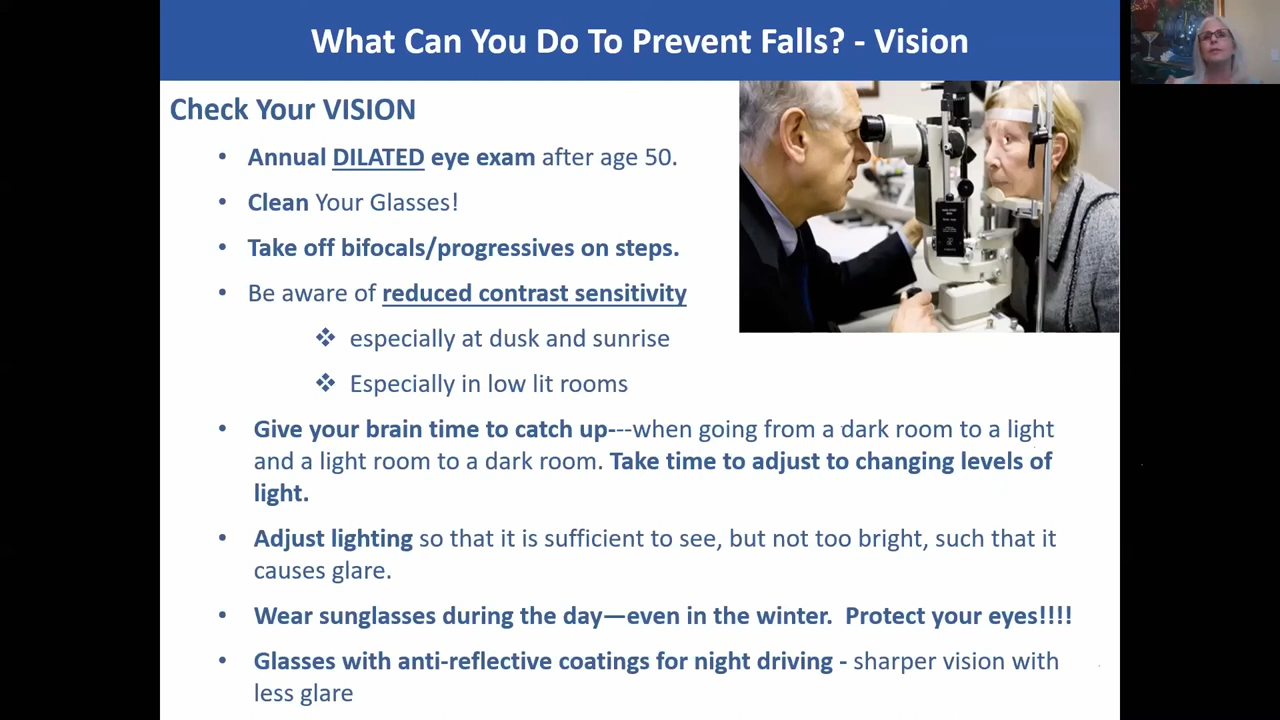 What Can You Do To Prevent Falls? - Vision
Check Your VISION
• Annual DILATED eye exam after age 50.
• Clean Your Glasses!
• Take off bifocals/progressives on steps.
• Be aware of reduced contrast sensitivity
❖ especially at dusk and sunrise
❖ Especially in low lit rooms
• Give your brain time to catch up---when going from a dark room to a light
and a light room to a dark room. Take time to adjust to changing levels of
light.
• Adjust lighting so that it is sufficient to see, but not too bright, such that it
causes glare.
• Wear sunglasses during the day—even in the winter.  Protect your eyes!!!!
• Glasses with anti-reflective coatings for night driving - sharper vision with
less glare